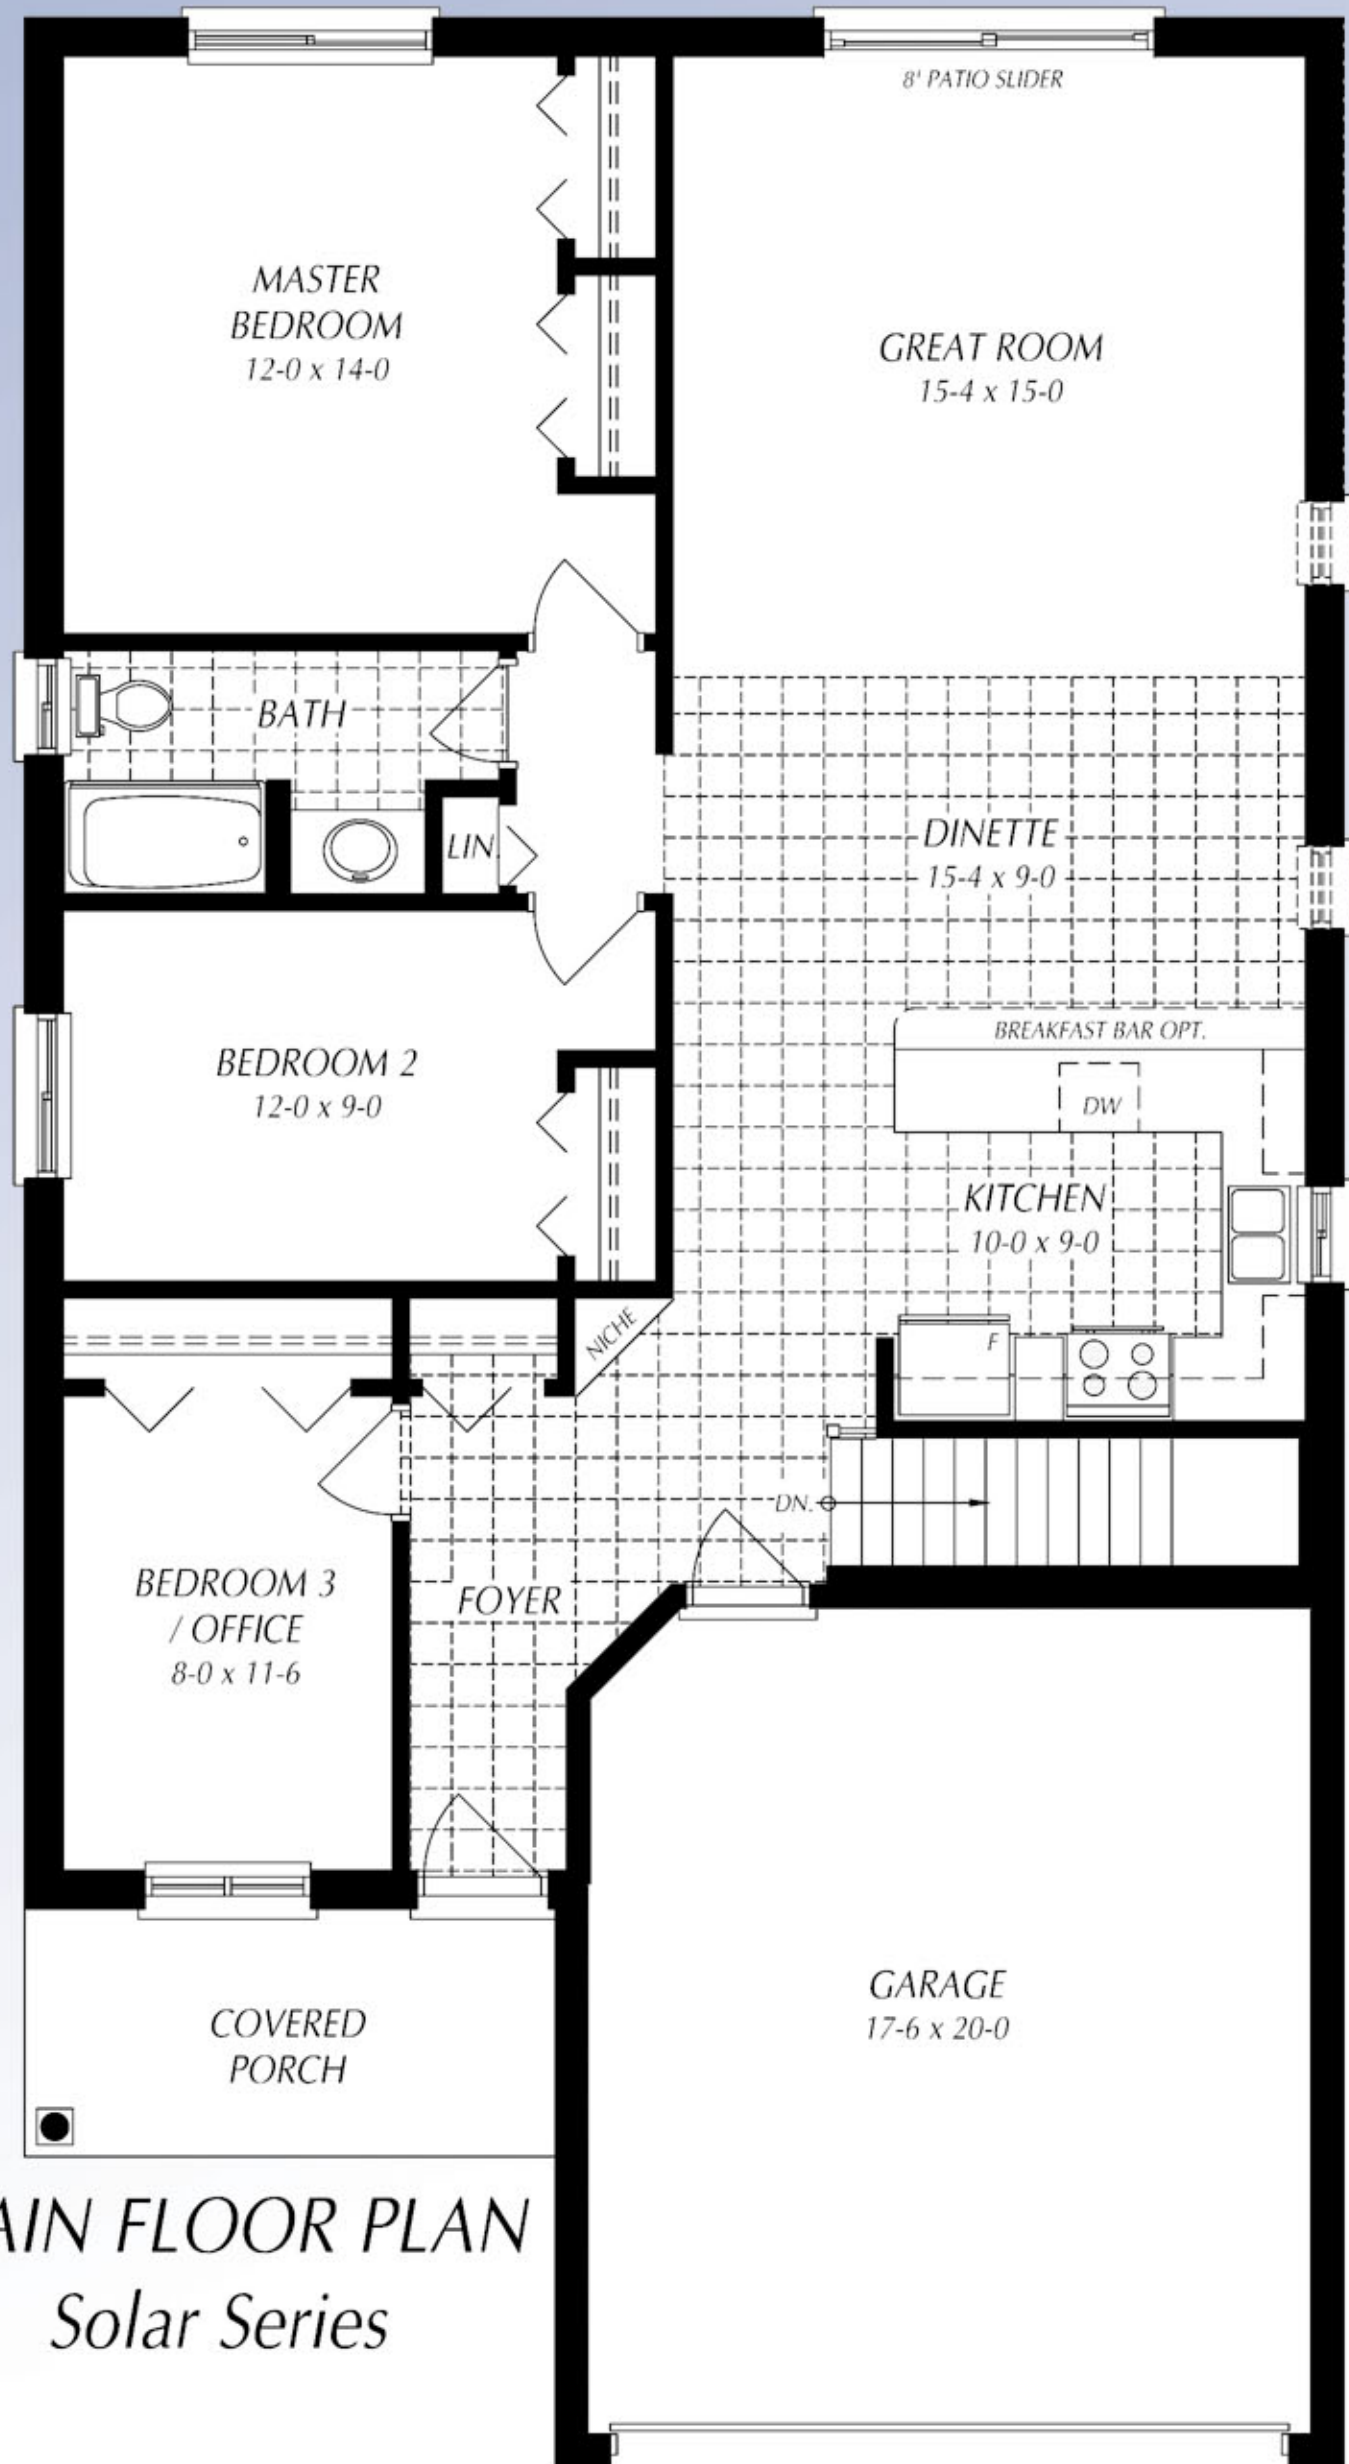 8' PATIO SLIDER
MASTER
BEDROOM
12-0 x 14-0
GREAT ROOM
15-4 x 15-0
BATH
LIN.
DINETTE
15-4 x 9-0
BREAKFAST BAR OPT.
DW
BEDROOM 2
12-0 x 9-0
KITCHEN
10-0 x 9-0
NICHE
F
DN.
BEDROOM 3
/ OFFICE
8-0 x 11-6
FOYER
GARAGE
17-6 x 20-0
COVERED
PORCH
AIN FLOOR PLAN
Solar Series